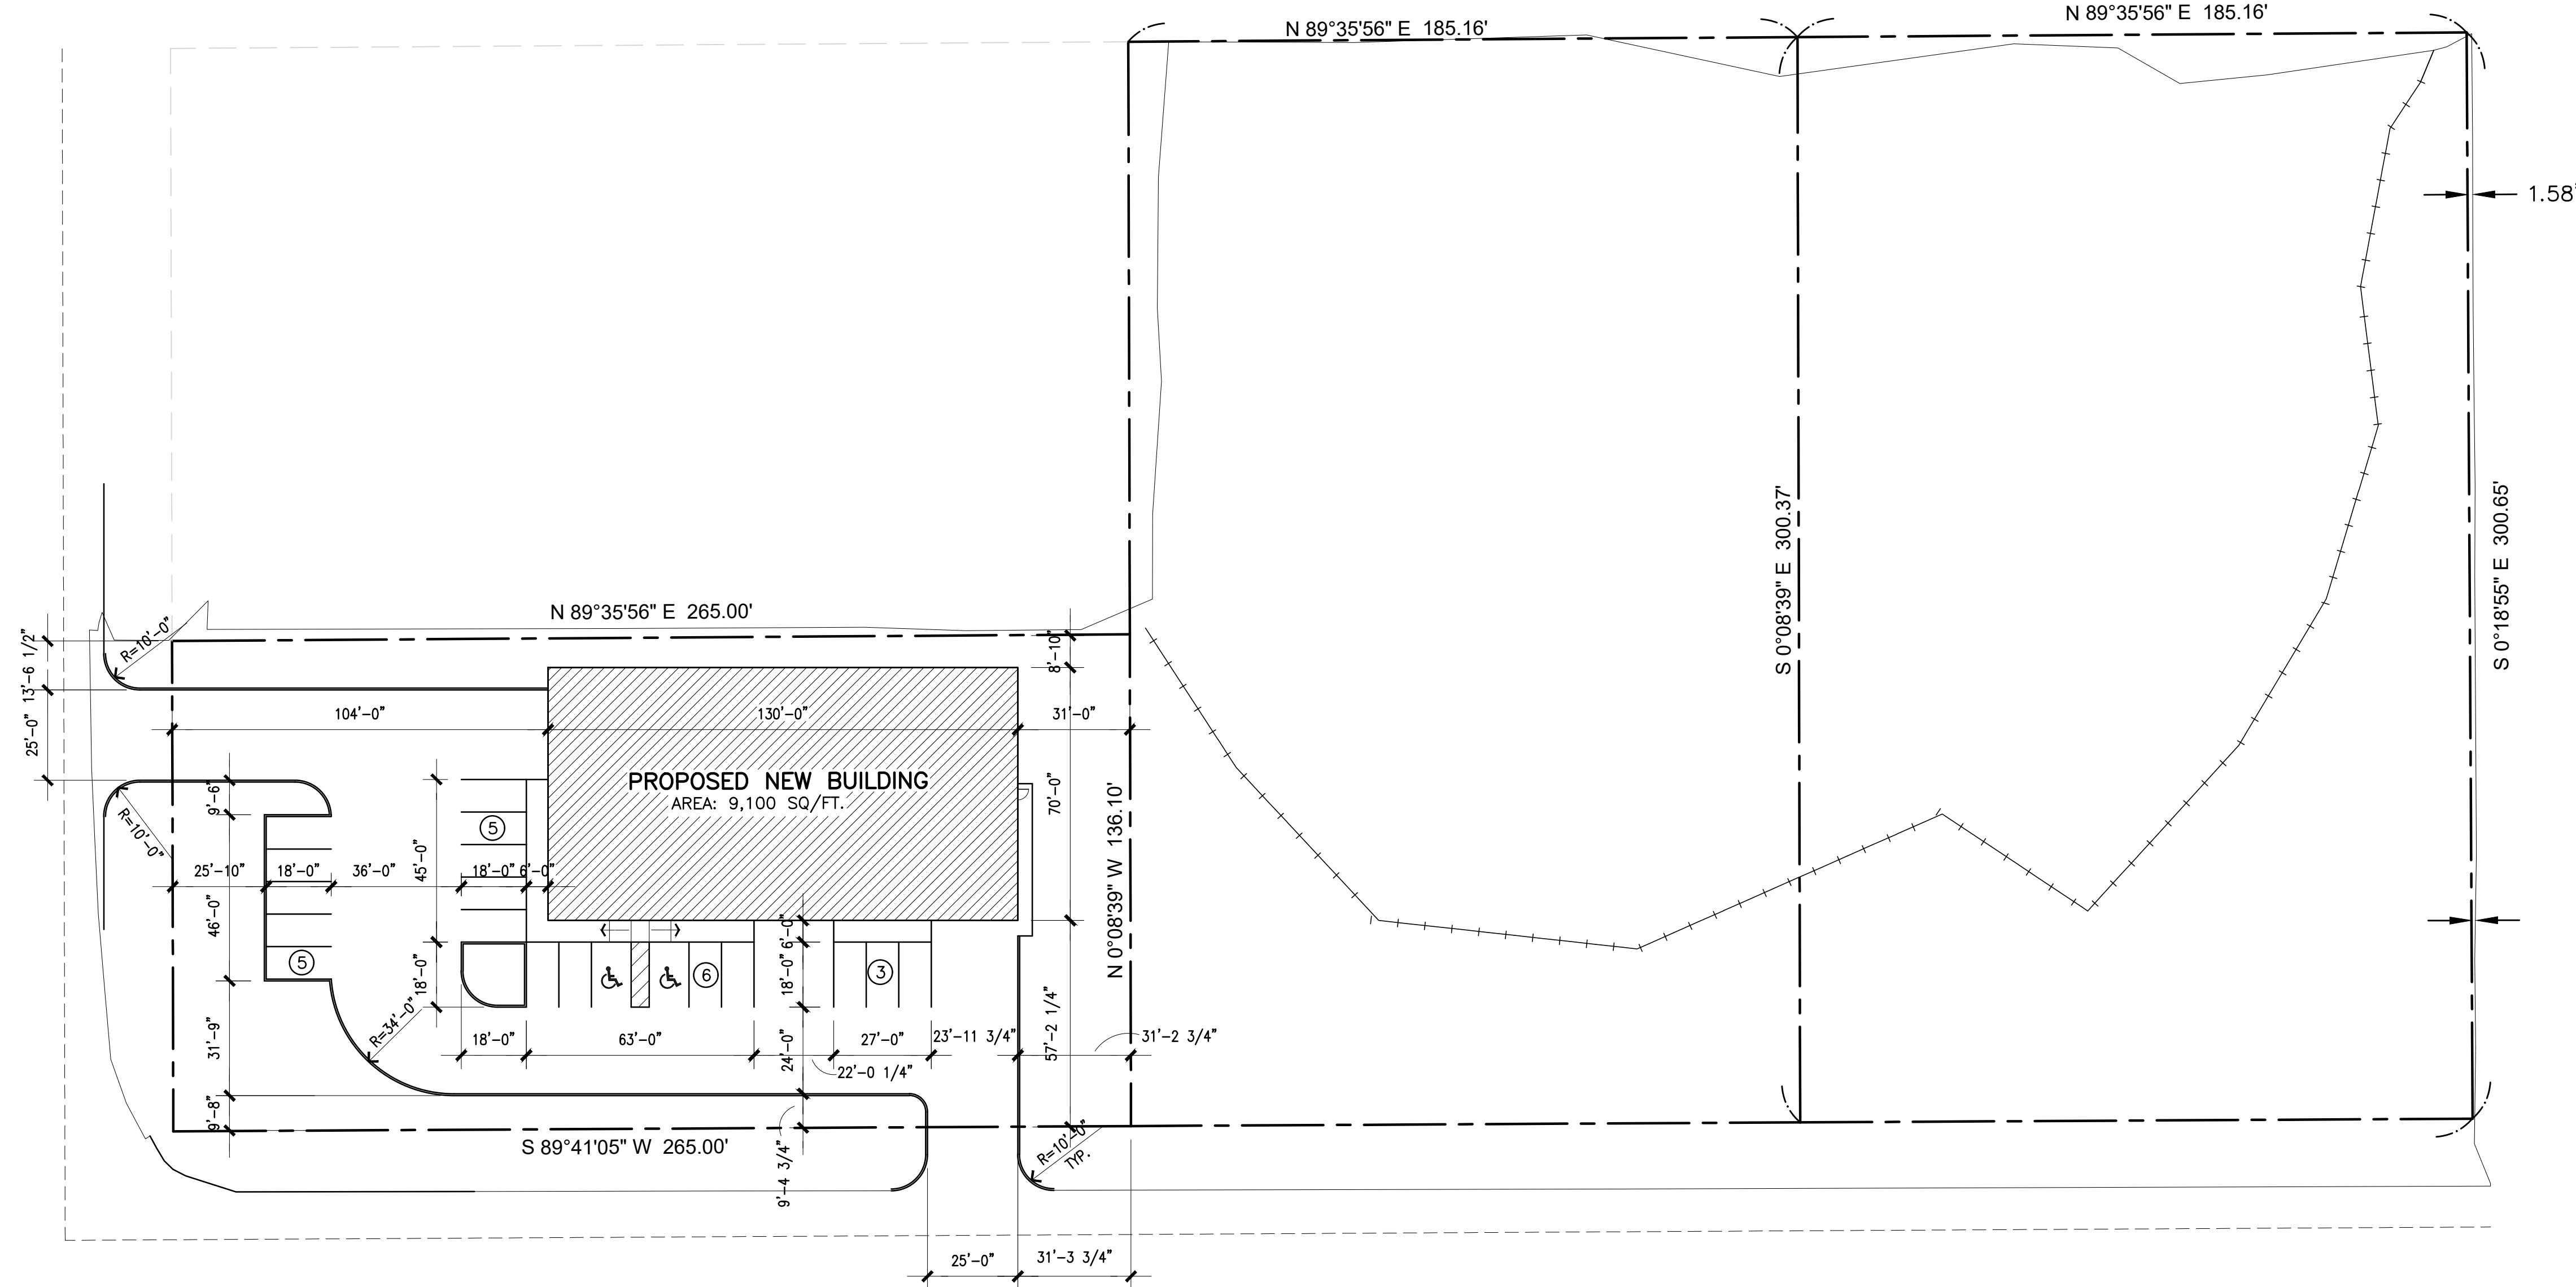 N 89°35'56" E 185.16'
N 89°35'56" E 185.16'
1.58'
S 0°08'39" E 300.37'
S 0°18'55" E 300.65'
N 89°35'56" E 265.00'
R=10'-0"
13'-6 1/2"
25'-0"
8'-10"
104'-0"
130'-0"
31'-0"
PROPOSED NEW BUILDING
AREA: 9,100 SQ/FT.
70'-0"
N 0°08'39" W 136.10'
9'-6"
R=10'-0"
5
45'-0"
25'-10"
18'-0"
36'-0"
18'-0"
6'-0"
46'-0"
5
6'-0"
18'-0"
18'-0"
6
3
R=34'-0"
31'-9"
18'-0"
63'-0"
24'-0"
27'-0"
23'-11 3/4"
57'-2 1/4"
31'-2 3/4"
22'-0 1/4"
9'-8"
S 89°41'05" W 265.00'
9'-4 3/4"
R=10'-0"
TYP.
25'-0"
31'-3 3/4"